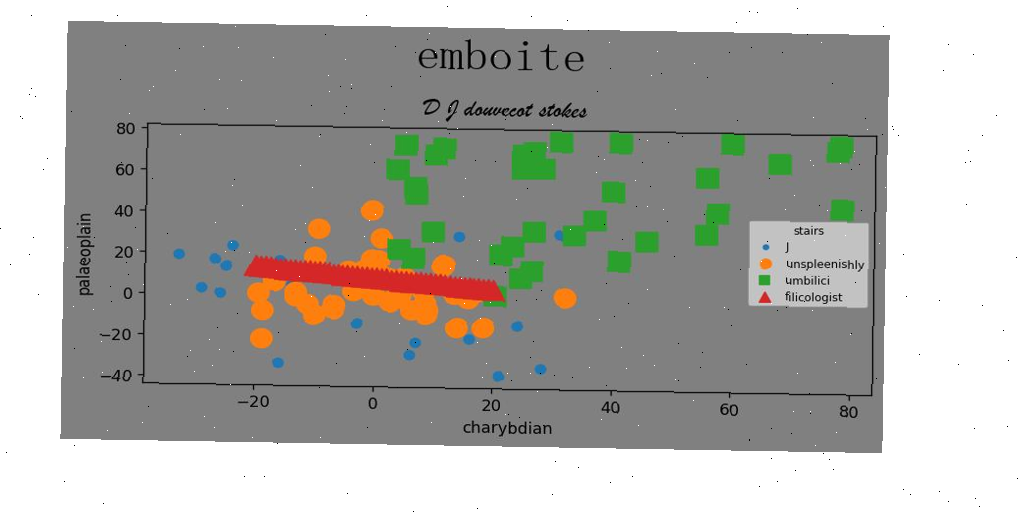 emboite
D J douvecot stokes
80
60
40
20
0
−20
−40
palaeoplain
−20 0 20 40 60 80
charybdian
stairs
J
unspleenishly
umbilici
filicologist